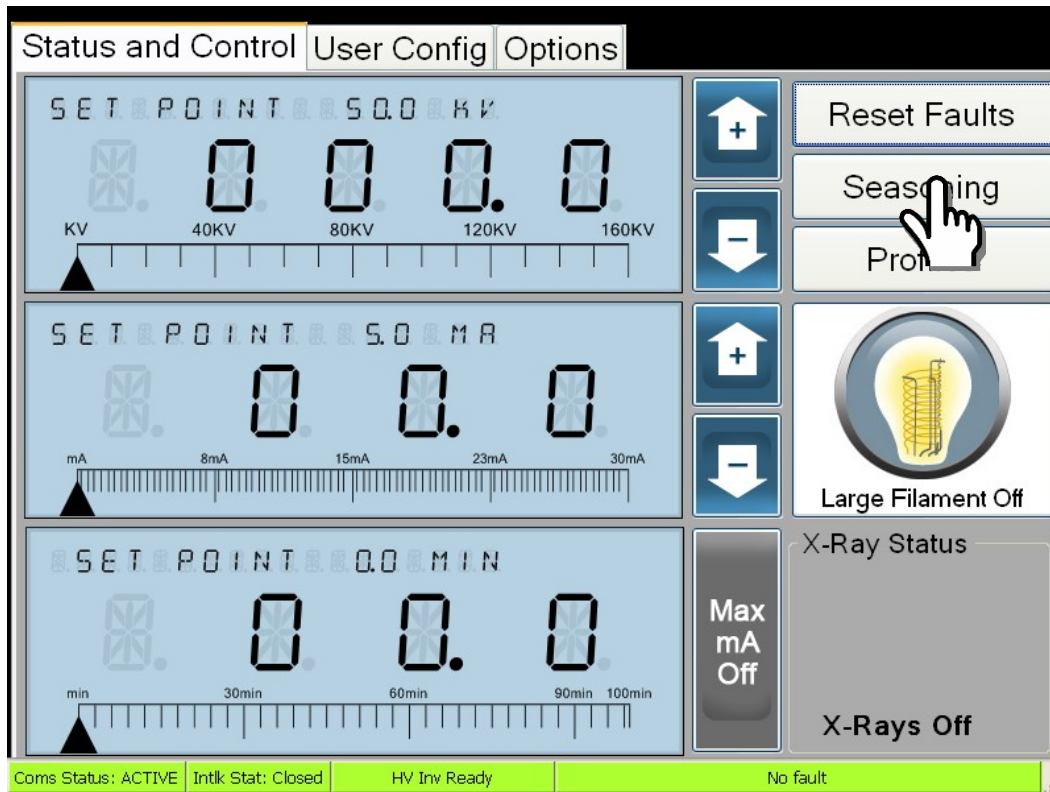 Status and Control User Config Options
SET POINT 50.0 KV
000.0
KV 40KV 80KV 120KV 160KV
+
−
Reset Faults
Seasoning
SET POINT 5.0 MA
00.0
mA 8mA 15mA 23mA 30mA
+
−
Large Filament Off
SET POINT 0.0 MIN
00.0
min 30min 60min 90min 100min
Max
mA
Off
X-Ray Status
X-Rays Off
Coms Status: ACTIVE Intlk Stat: Closed HV Inv Ready No fault